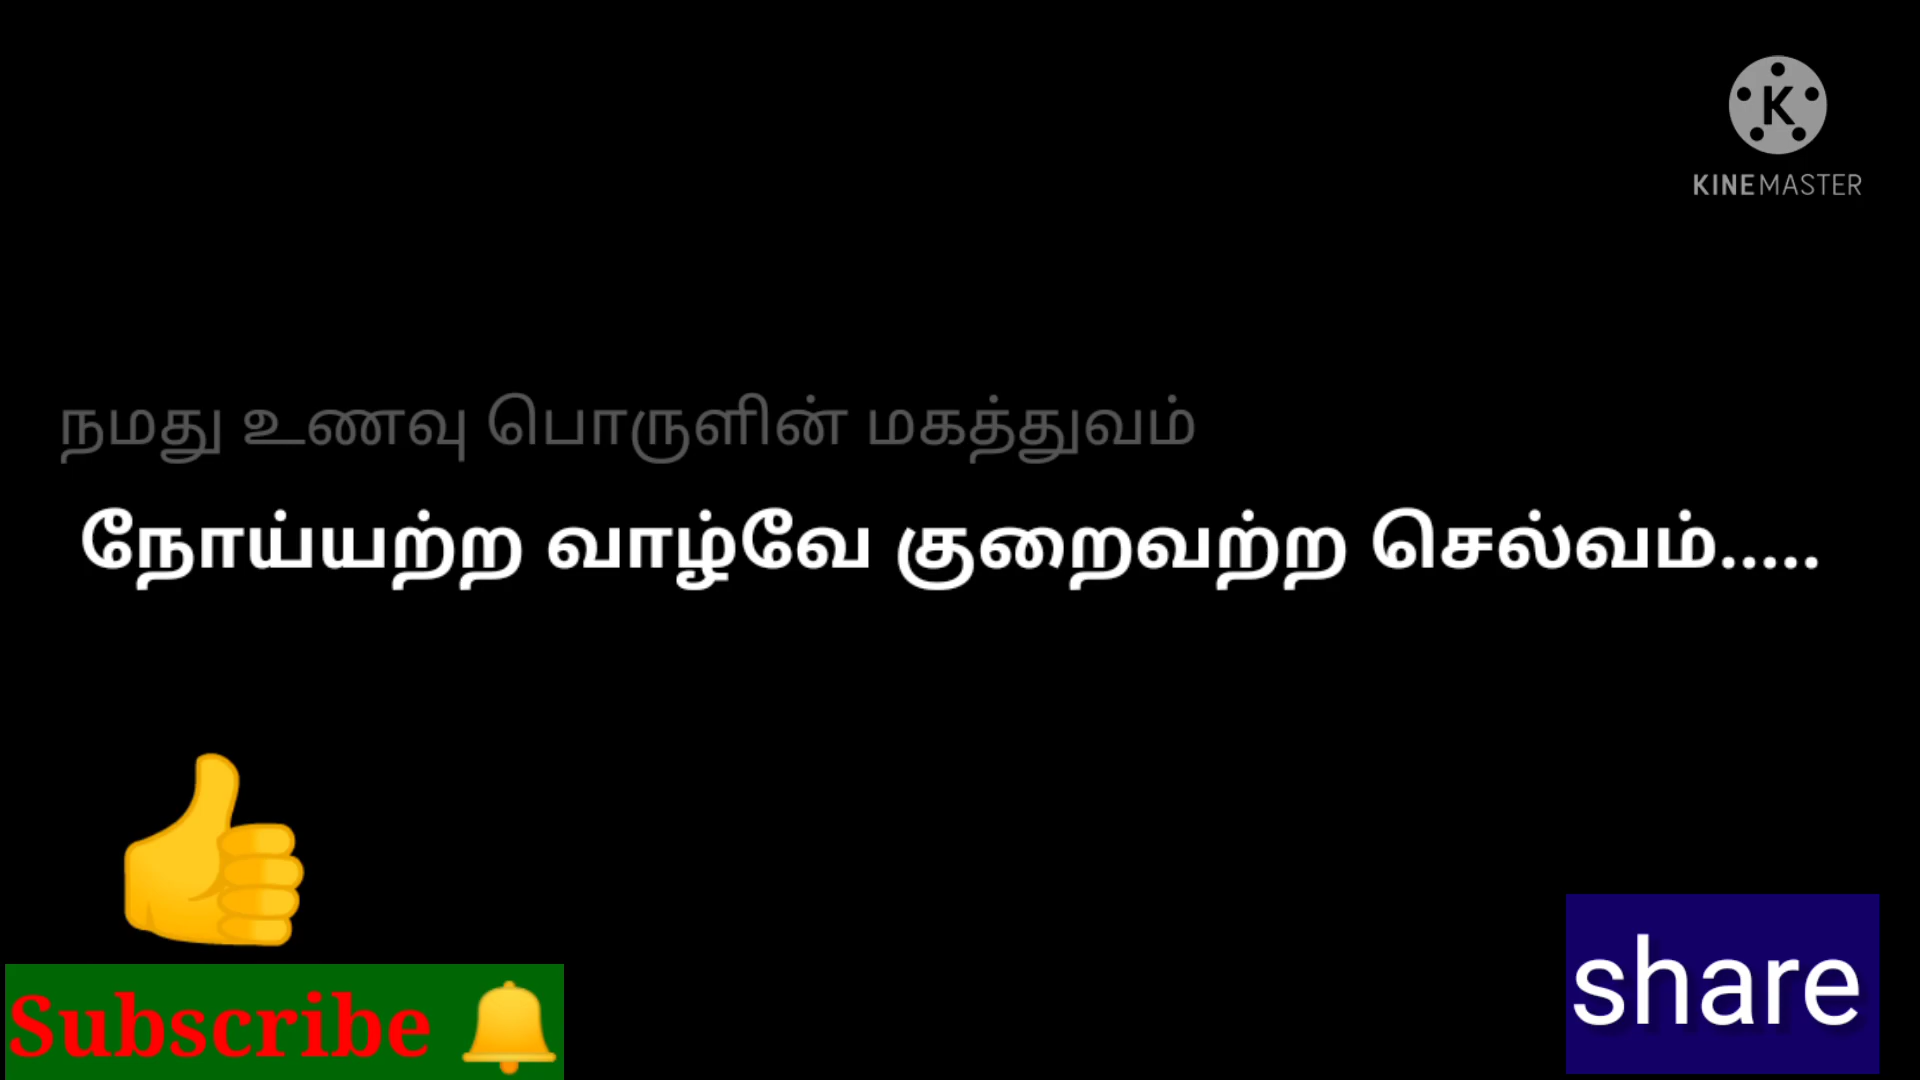 KINEMASTER
நமது உணவு பொருளின் மகத்துவம்
நோய்யற்ற வாழ்வே குறைவற்ற செல்வம்.....
share
Subscribe 🔔